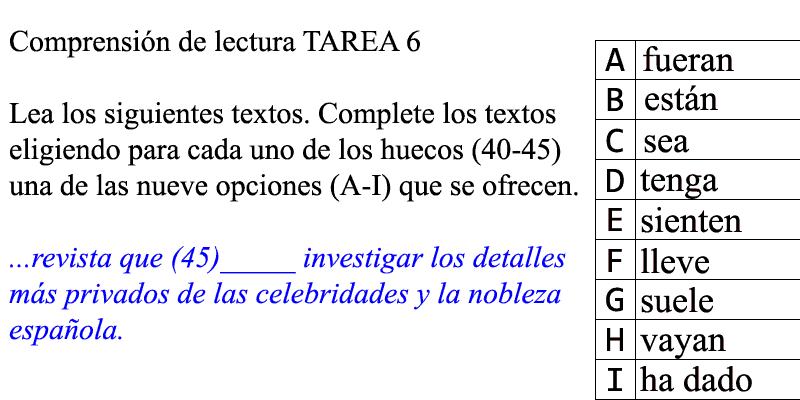 Comprensión de lectura TAREA 6
Lea los siguientes textos. Complete los textos
eligiendo para cada uno de los huecos (40-45)
una de las nueve opciones (A-I) que se ofrecen.
...revista que (45)_____ investigar los detalles
más privados de las celebridades y la nobleza
española.
A fueran
B están
C sea
D tenga
E sienten
F lleve
G suele
H vayan
I ha dado